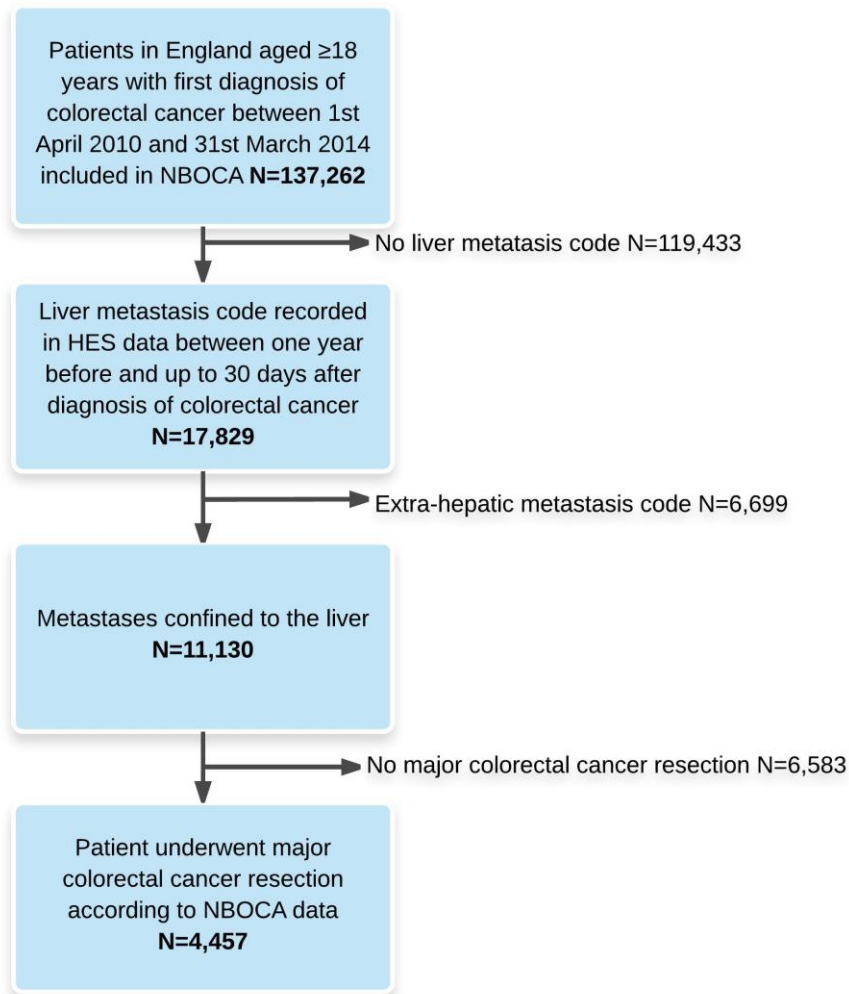 Patients in England aged ≥18
years with first diagnosis of
colorectal cancer between 1st
April 2010 and 31st March 2014
included in NBOCA N=137,262
No liver metatasis code N=119,433
Liver metastasis code recorded
in HES data between one year
before and up to 30 days after
diagnosis of colorectal cancer
N=17,829
Extra-hepatic metastasis code N=6,699
Metastases confined to the liver
N=11,130
No major colorectal cancer resection N=6,583
Patient underwent major
colorectal cancer resection
according to NBOCA data
N=4,457